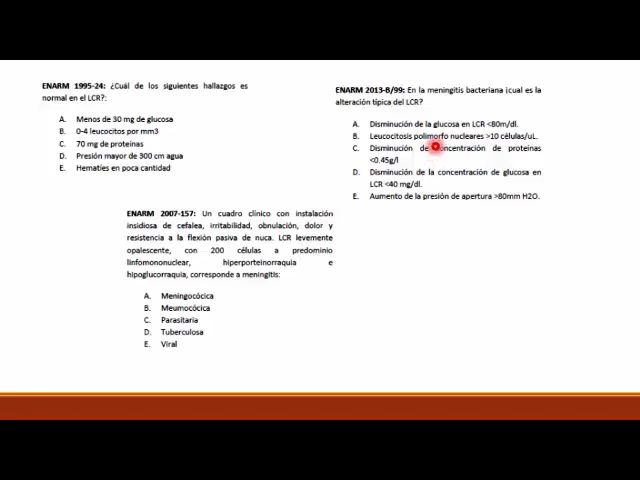 ENARM 1995-24: ¿Cuál de los siguientes hallazgos es
normal en el LCR?:
A. Menos de 30 mg de glucosa
B. 0-4 leucocitos por mm3
C. 70 mg de proteínas
D. Presión mayor de 300 cm agua
E. Hematíes en poca cantidad
ENARM 2013-B/99: En la meningitis bacteriana ¡cual es la
alteración típica del LCR?
A. Disminución de la glucosa en LCR <80m/dl.
B. Leucocitosis polimorfo nucleares >10 células/uL.
C. Disminución de concentración de proteínas
<0.45g/l
D. Disminución de la concentración de glucosa en
LCR <40 mg/dl.
E. Aumento de la presión de apertura >80mm H2O.
ENARM 2007-157: Un cuadro clínico con instalación
insidiosa de cefalea, irritabilidad, obnulación, dolor y
resistencia a la flexión pasiva de nuca. LCR levemente
opalescente, con 200 células a predominio
linfomononuclear, hiperporteinorraquia e
hipoglucorraquia, corresponde a meningitis:
A. Meningocócica
B. Meumocócica
C. Parasitaria
D. Tuberculosa
E. Viral